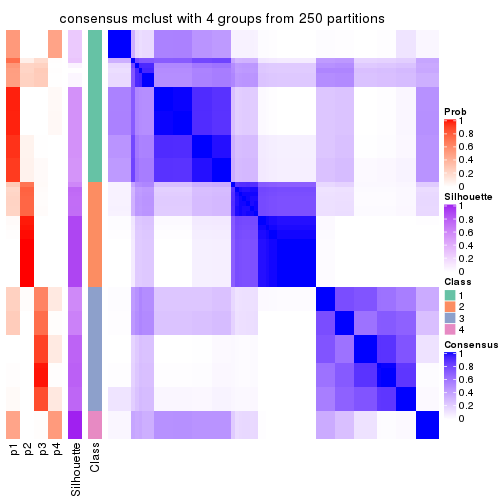 consensus mclust with 4 groups from 250 partitions
Prob
1
0.8
0.6
0.4
0.2
0
Silhouette
1
0.8
0.6
0.4
0.2
0
Class
1
2
3
4
Consensus
1
0.8
0.6
0.4
0.2
0
p1
p2
p3
p4
Silhouette
Class